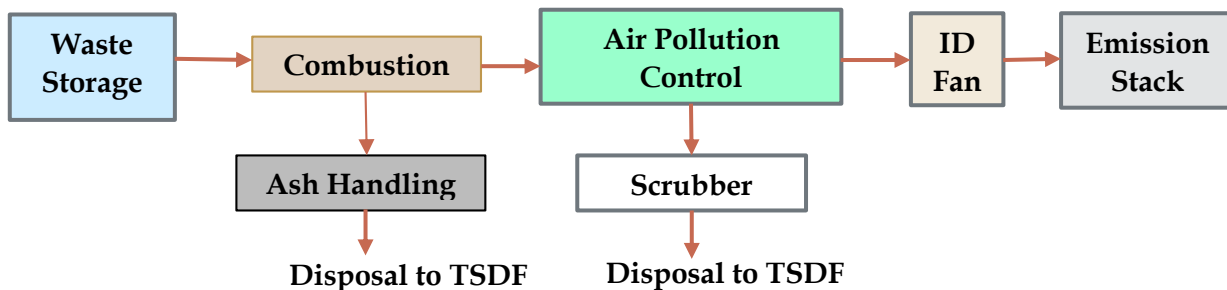 Waste
Storage
Combustion
Air Pollution
Control
ID
Fan
Emission
Stack
Ash Handling
Scrubber
Disposal to TSDF
Disposal to TSDF